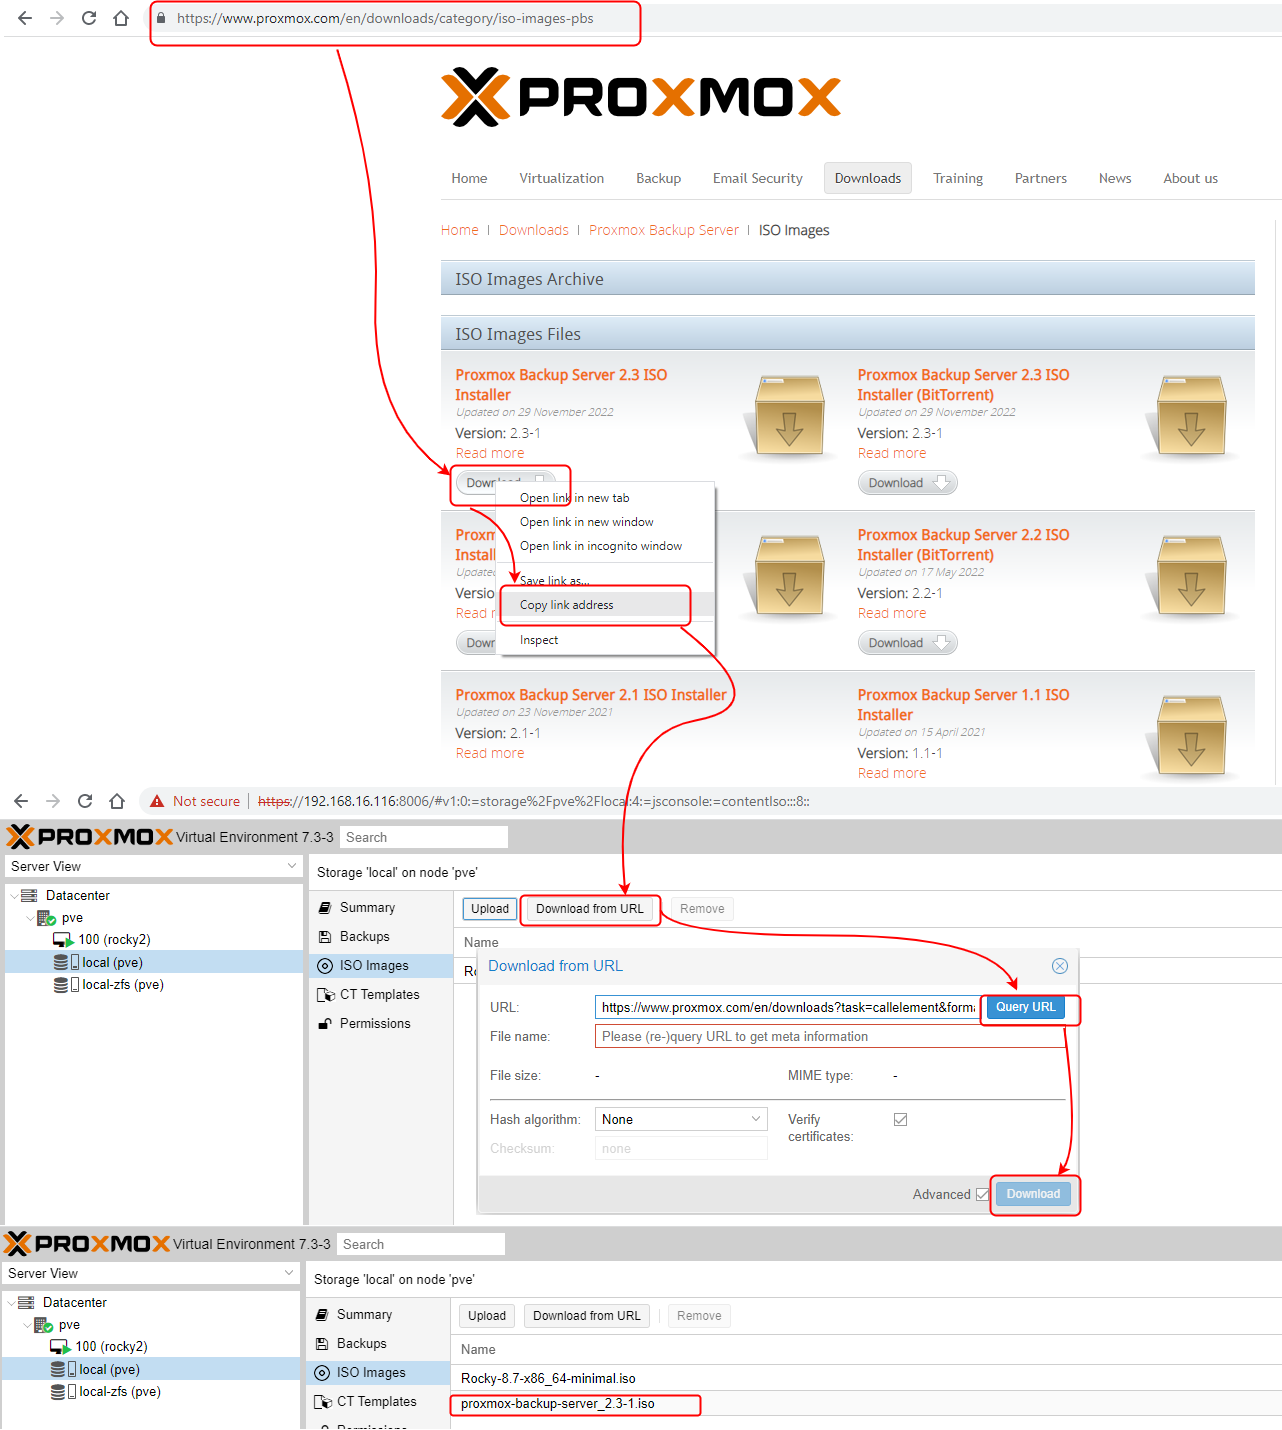 https://www.proxmox.com/en/downloads/category/iso-images-pbs
PROXMOX
Home Virtualization Backup Email Security Downloads Training Partners News About us
Home | Downloads | Proxmox Backup Server | ISO Images
ISO Images Archive
ISO Images Files
Proxmox Backup Server 2.3 ISO
Installer
Updated on 29 November 2022
Version: 2.3-1
Read more
Download
Proxmox Backup Server 2.3 ISO
Installer (BitTorrent)
Updated on 29 November 2022
Version: 2.3-1
Read more
Download
Open link in new tab
Open link in new window
Open link in incognito window
Save link as...
Copy link address
Inspect
Proxmox Backup Server 2.2 ISO
Installer (BitTorrent)
Updated on 17 May 2022
Version: 2.2-1
Read more
Download
Proxmox Backup Server 2.1 ISO Installer
Updated on 23 November 2021
Version: 2.1-1
Read more
Proxmox Backup Server 1.1 ISO
Installer
Updated on 15 April 2021
Version: 1.1-1
Read more
Not secure | https://192.168.16.116:8006/#v1:0:=storage%2Fpve%2Flocal:4:=jsconsole:=contentIso:::8::
PROXMOX Virtual Environment 7.3-3 Search
Server View
Datacenter
pve
100 (rocky2)
local (pve)
local-zfs (pve)
Storage 'local' on node 'pve'
Summary
Backups
ISO Images
CT Templates
Permissions
Upload Download from URL Remove
Name
Download from URL
URL: https://www.proxmox.com/en/downloads?task=callelement&forma Query URL
File name: Please (re-)query URL to get meta information
File size: - MIME type: -
Hash algorithm: None Verify
certificates:
Checksum: none
Advanced Download
PROXMOX Virtual Environment 7.3-3 Search
Server View
Datacenter
pve
100 (rocky2)
local (pve)
local-zfs (pve)
Storage 'local' on node 'pve'
Summary
Backups
ISO Images
CT Templates
Permissions
Upload Download from URL Remove
Name
Rocky-8.7-x86_64-minimal.iso
proxmox-backup-server_2.3-1.iso